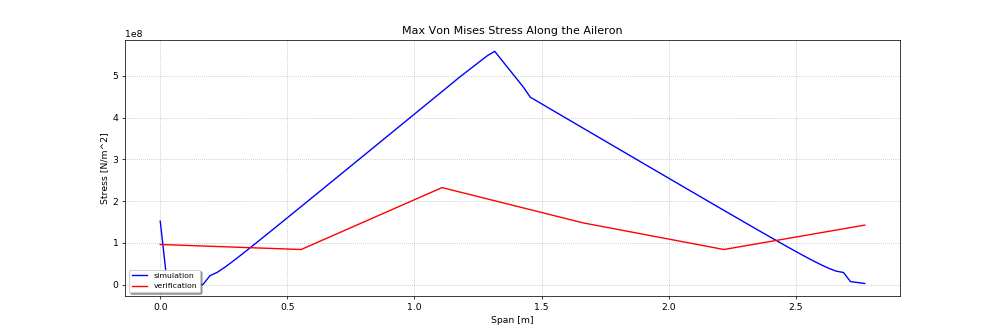 Max Von Mises Stress Along the Aileron
1e8
5
4
3
2
1
0
Stress [N/m^2]
simulation
verification
0.0 0.5 1.0 1.5 2.0 2.5
Span [m]